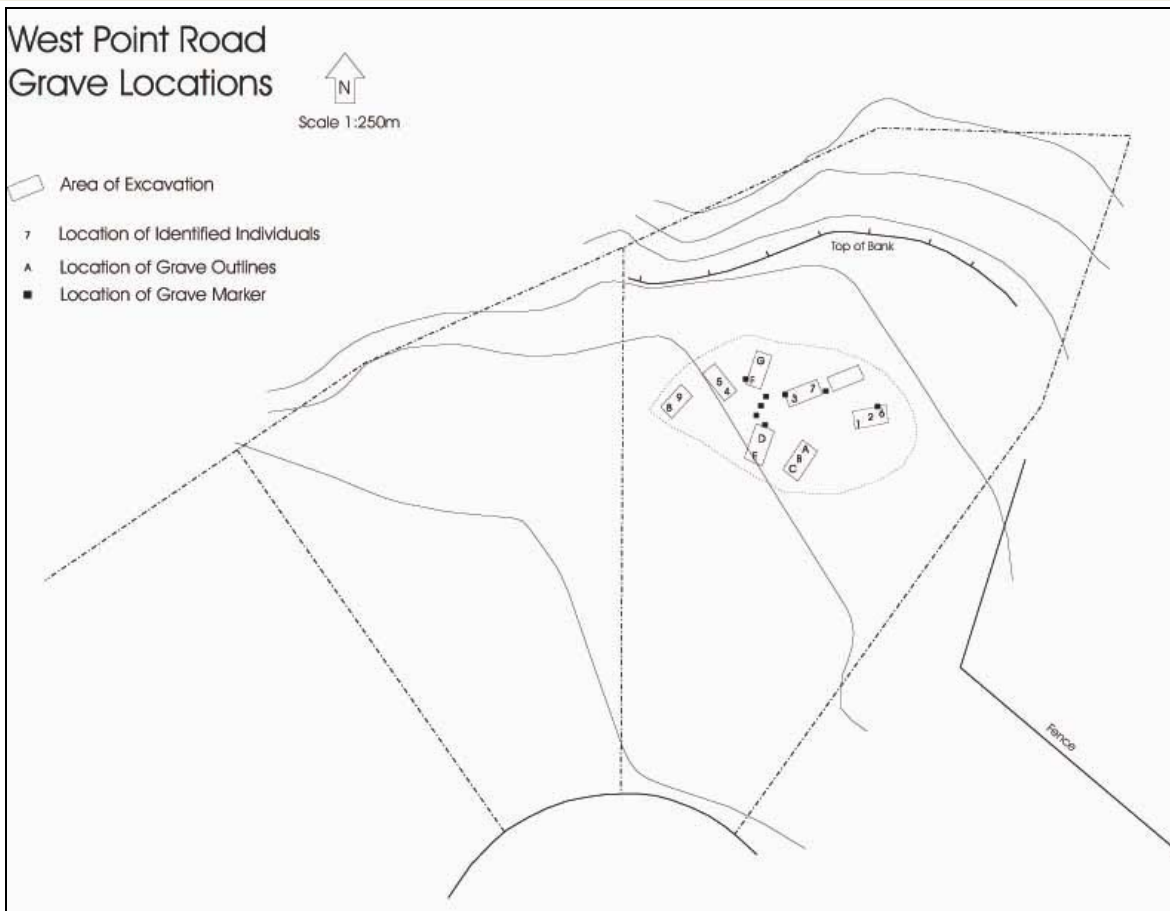 West Point Road
Grave Locations
N
Scale 1:250m
Area of Excavation
7 Location of Identified Individuals
A Location of Grave Outlines
Location of Grave Marker
Top of Bank
G
F
5
4
9
8
3 7
1 2 6
D
E
A
B
C
Fence